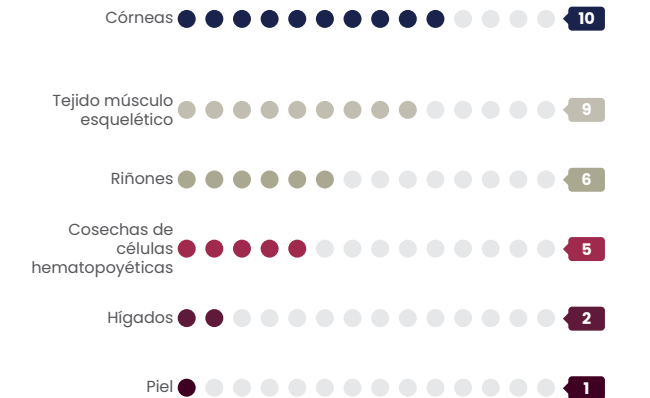 Córneas 10
Tejido músculo
esquelético 9
Riñones 6
Cosechas de
células
hematopoyéticas 5
Hígados 2
Piel 1